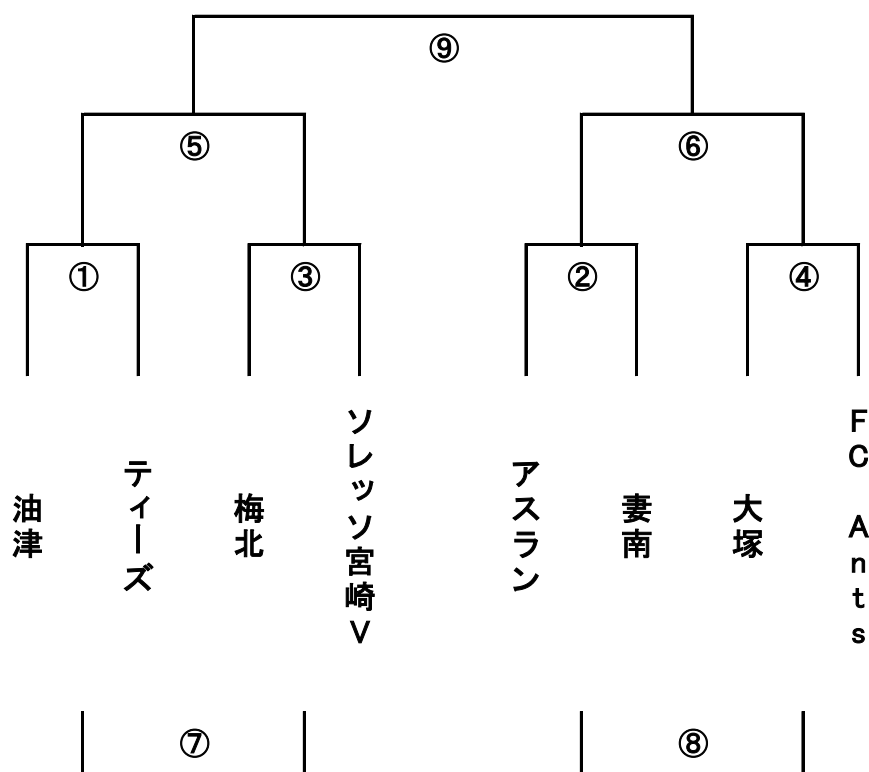 ⑨
⑤
⑥
①
③
②
④
油津
ティーズ
梅北
ソレッソ宮崎V
アスラン
妻南
大塚
FC Ants
⑦
⑧